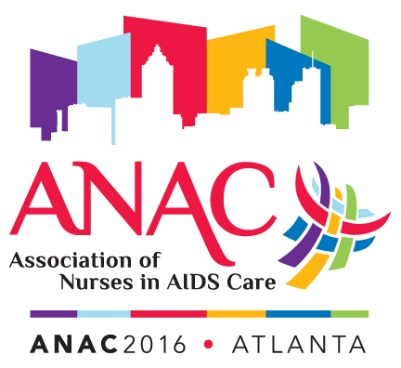 ANAC
Association of
Nurses in AIDS Care
ANAC2016 • ATLANTA